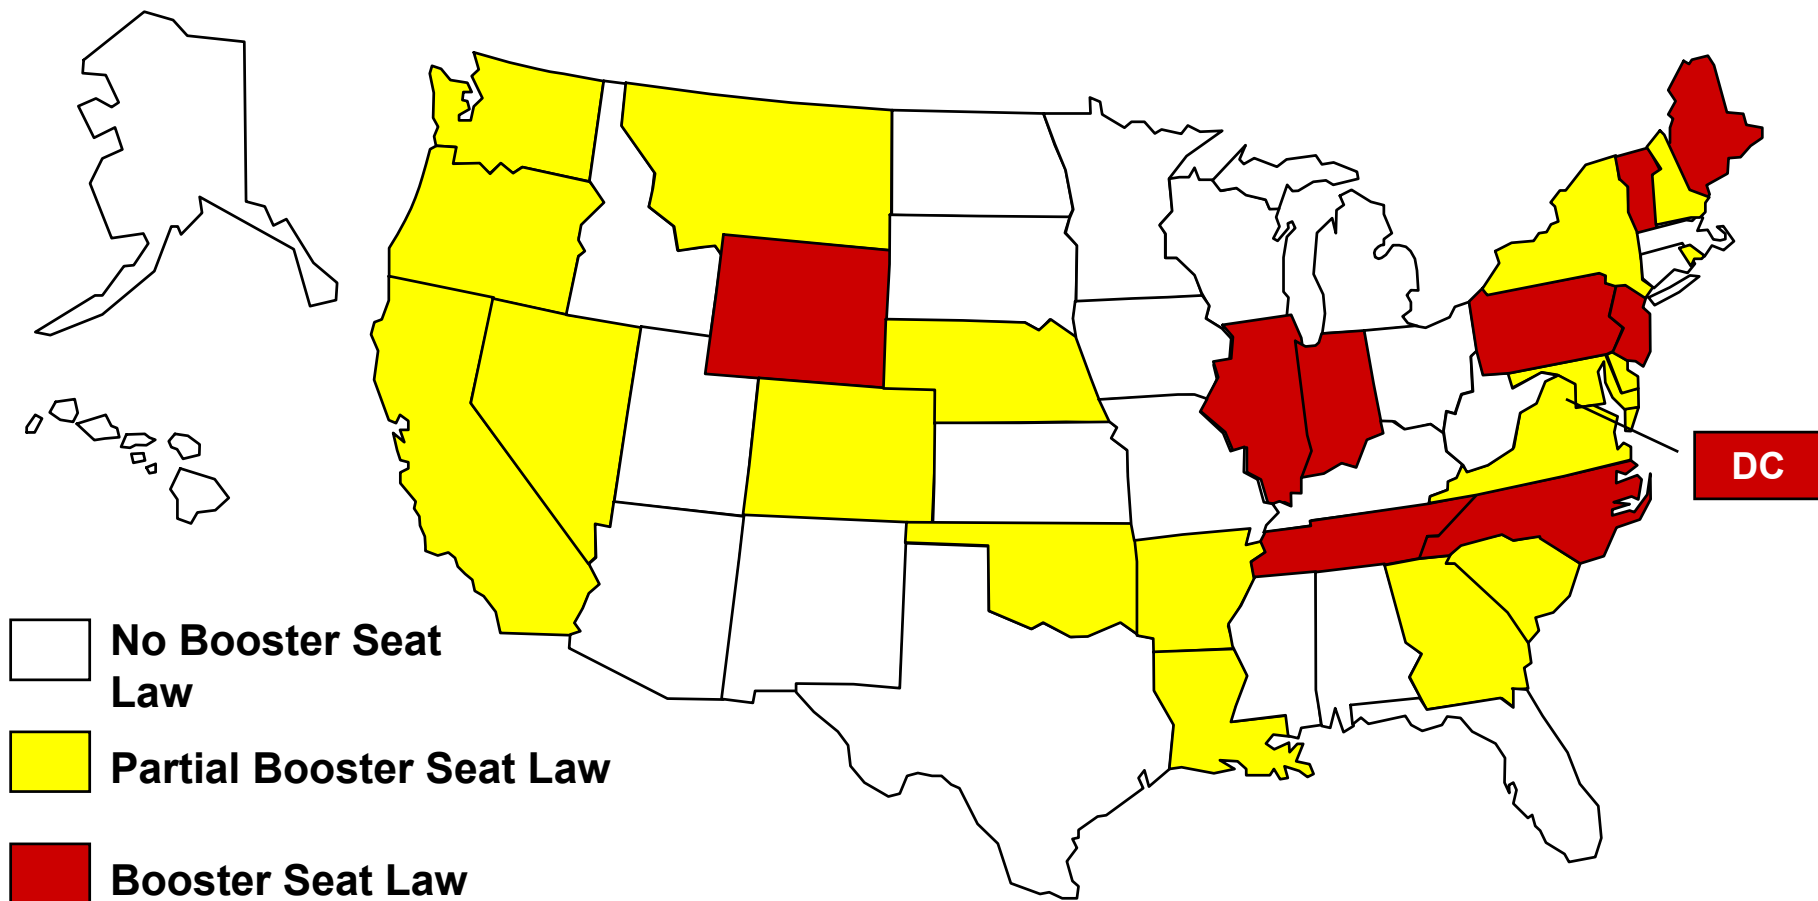 DC
No Booster Seat
Law
Partial Booster Seat Law
Booster Seat Law